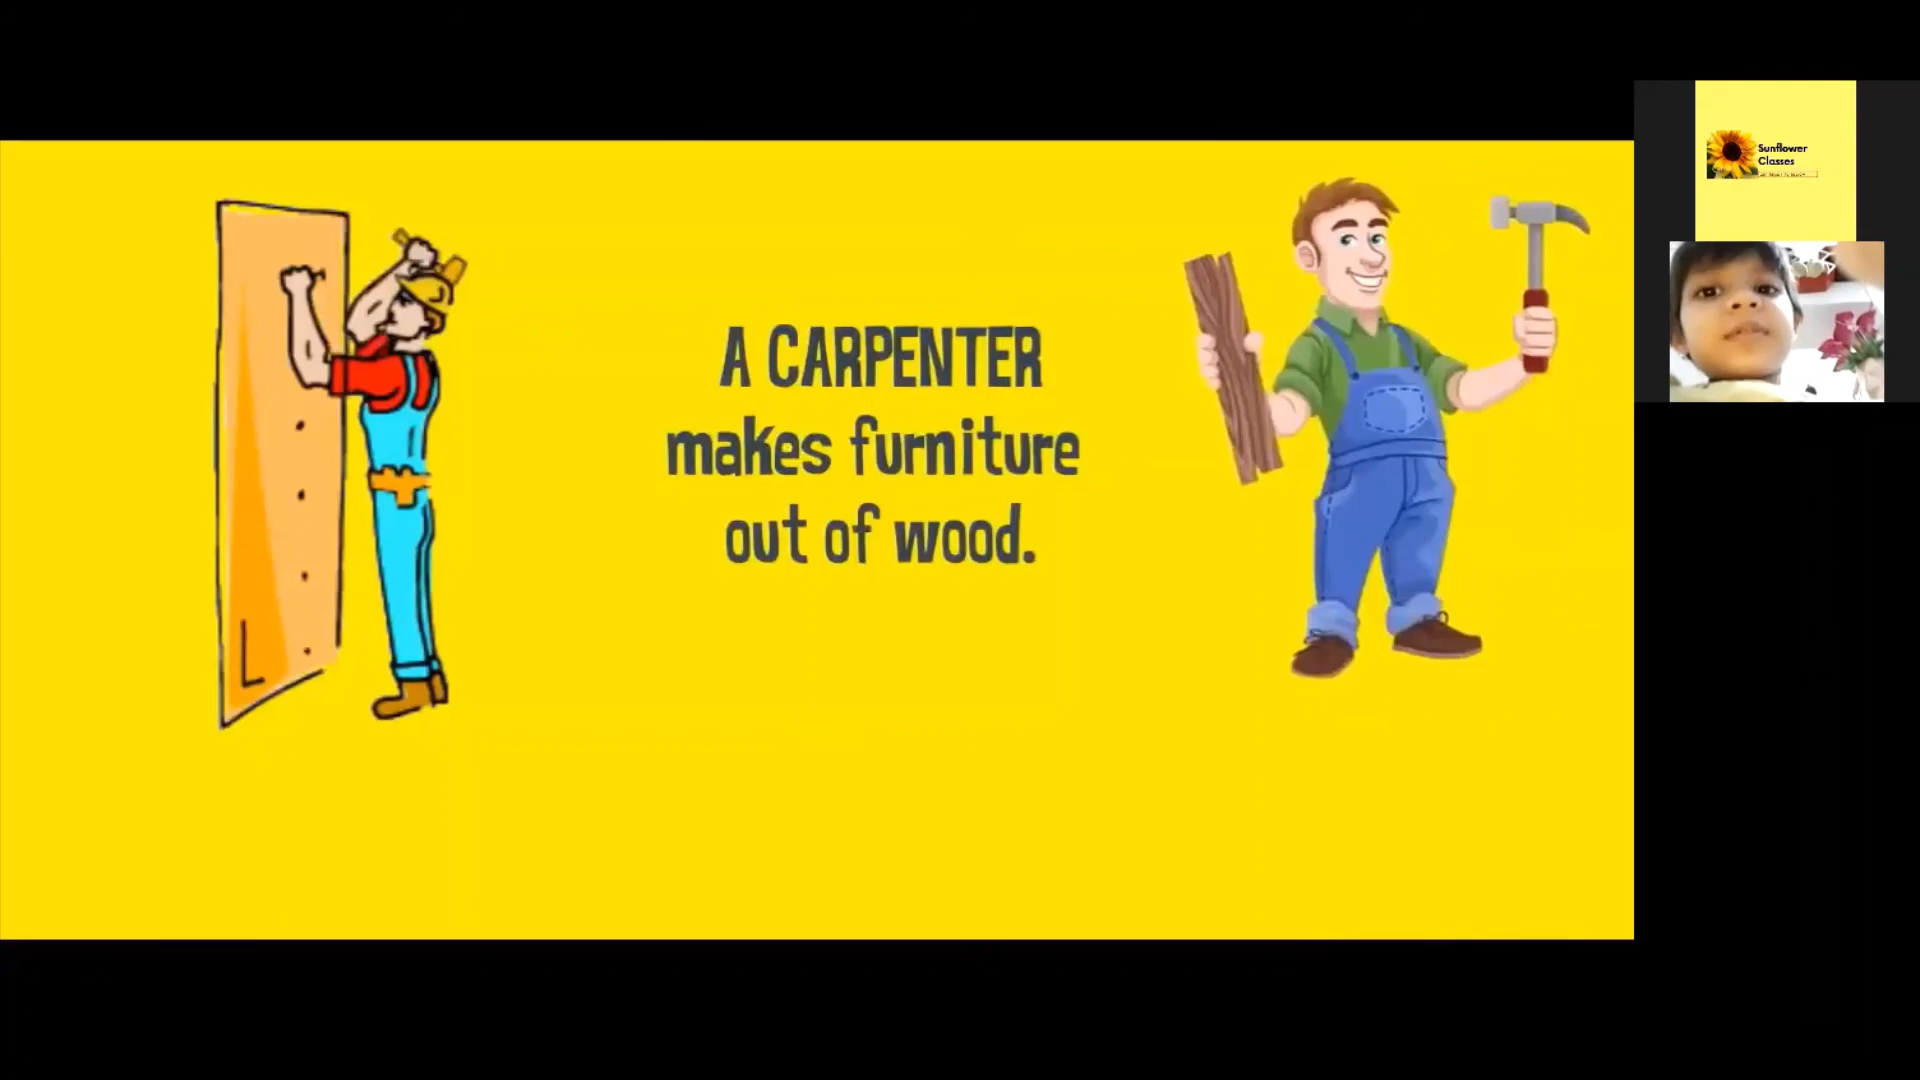 A CARPENTER
makes furniture
out of wood.
Sunflower
Classes